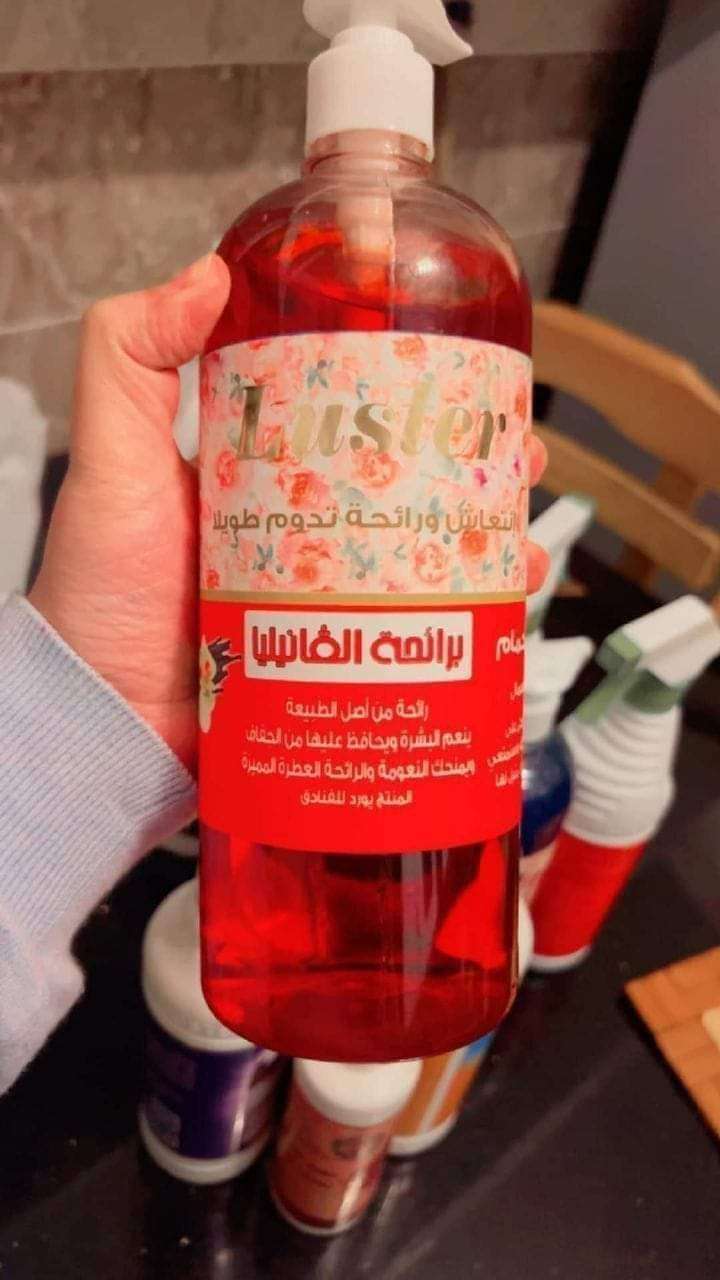 Luster
انتعاش ورائحة تدوم طويلا
برائحة الڤانيليا
رائحة من أصل الطبيعة
ينعم البشرة ويحافظ عليها من الجفاف
ويمنحك النعومة والرائحة العطرة المميزة
المنتج يورد للفنادق